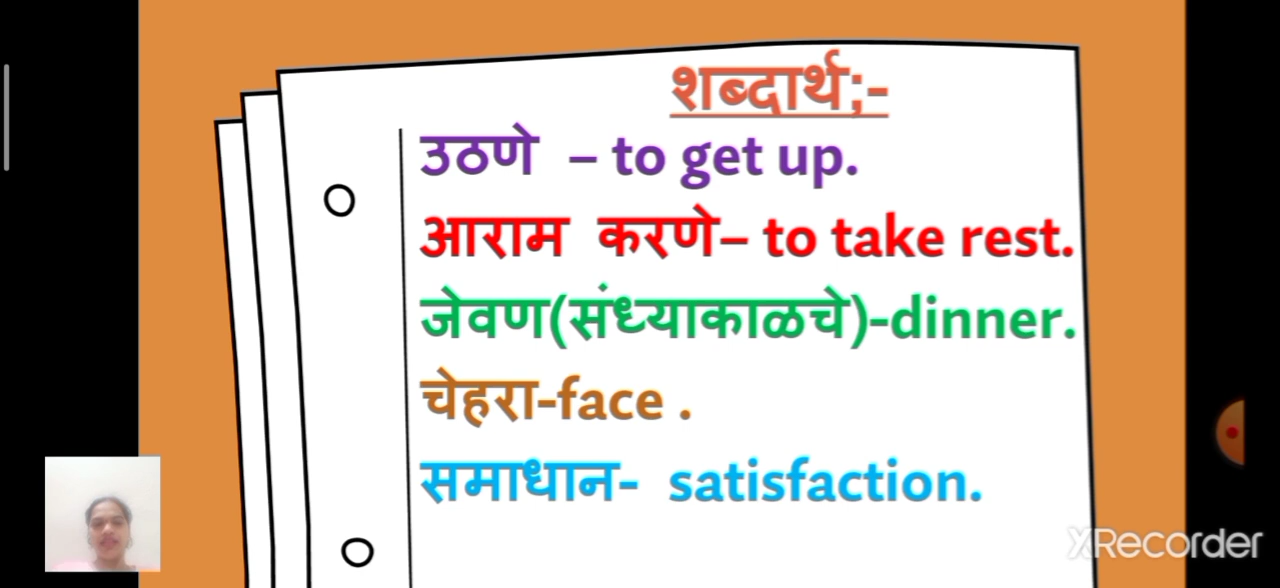 शब्दार्थ;-
उठणे – to get up.
आराम करणे– to take rest.
जेवण(संध्याकाळचे)-dinner.
चेहरा-face .
समाधान- satisfaction.
XRecorder